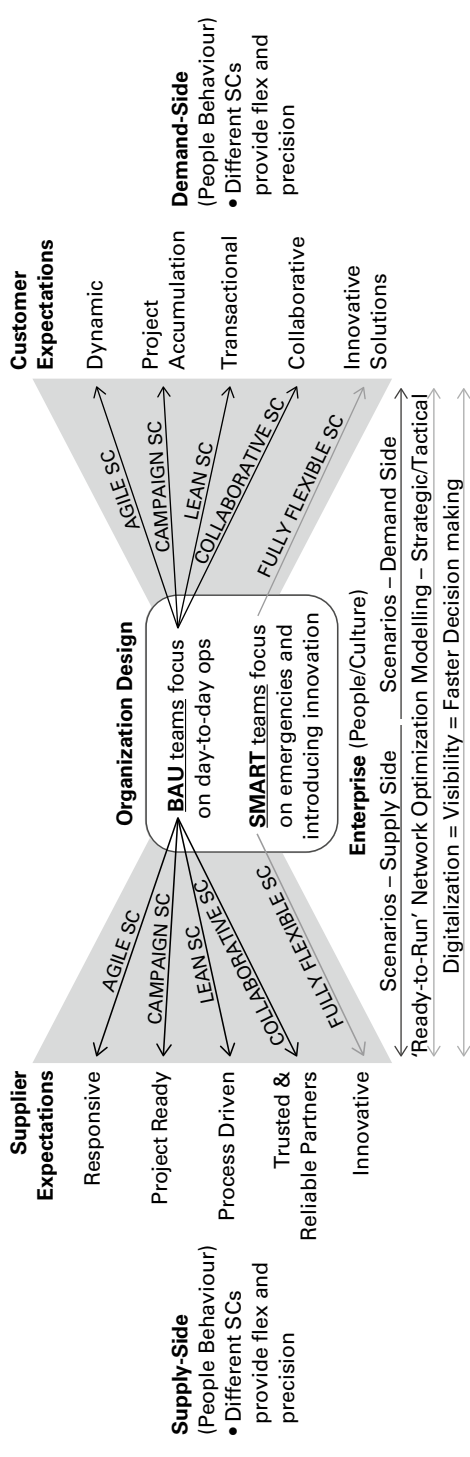 Supply-Side
(People Behaviour)
• Different SCs
provide flex and
precision
Supplier
Expectations
Responsive
Project Ready
Process Driven
Trusted &
Reliable Partners
Innovative
AGILE SC
CAMPAIGN SC
LEAN SC
COLLABORATIVE SC
FULLY FLEXIBLE SC
Organization Design
BAU teams focus
on day-to-day ops
SMART teams focus
on emergencies and
introducing innovation
Enterprise (People/Culture)
AGILE SC
CAMPAIGN SC
LEAN SC
COLLABORATIVE SC
FULLY FLEXIBLE SC
Customer
Expectations
Dynamic
Project
Accumulation
Transactional
Collaborative
Innovative
Solutions
Demand-Side
(People Behaviour)
• Different SCs
provide flex and
precision
Scenarios – Supply Side
Scenarios – Demand Side
‘Ready-to-Run’ Network Optimization Modelling – Strategic/Tactical
Digitalization = Visibility = Faster Decision making